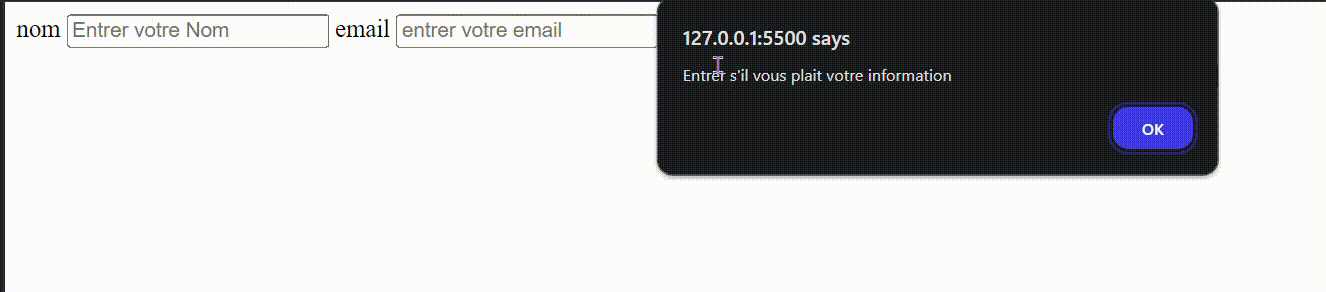 nom Entrer votre Nom email entrer votre email
127.0.0.1:5500 says
Entrer s'il vous plait votre information
OK